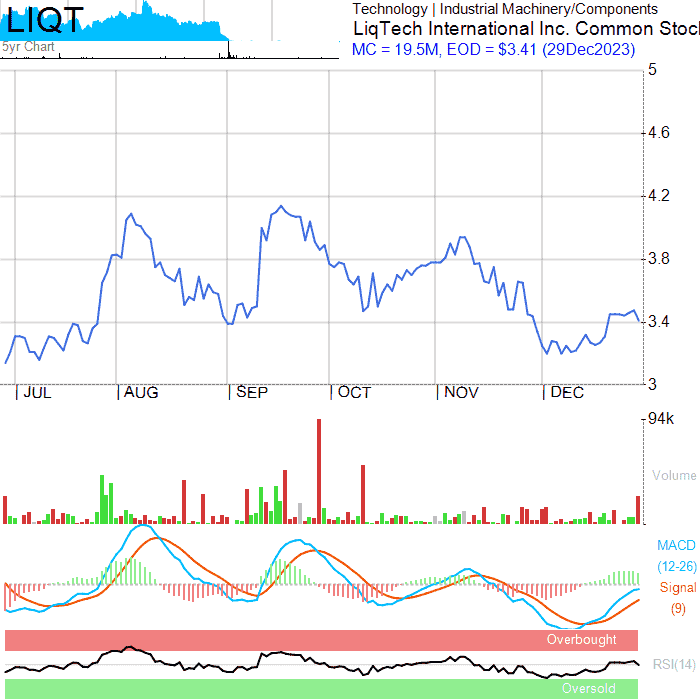 LIQT
5yr Chart
Technology | Industrial Machinery/Components
LiqTech International Inc. Common Stoc
MC = 19.5M, EOD = $3.41 (29Dec2023)
5
4.6
4.2
3.8
3.4
3
| JUL | AUG | SEP | OCT | NOV | DEC
94k
Volume
MACD
(12-26)
Signal
(9)
Overbought
RSI(14)
Oversold